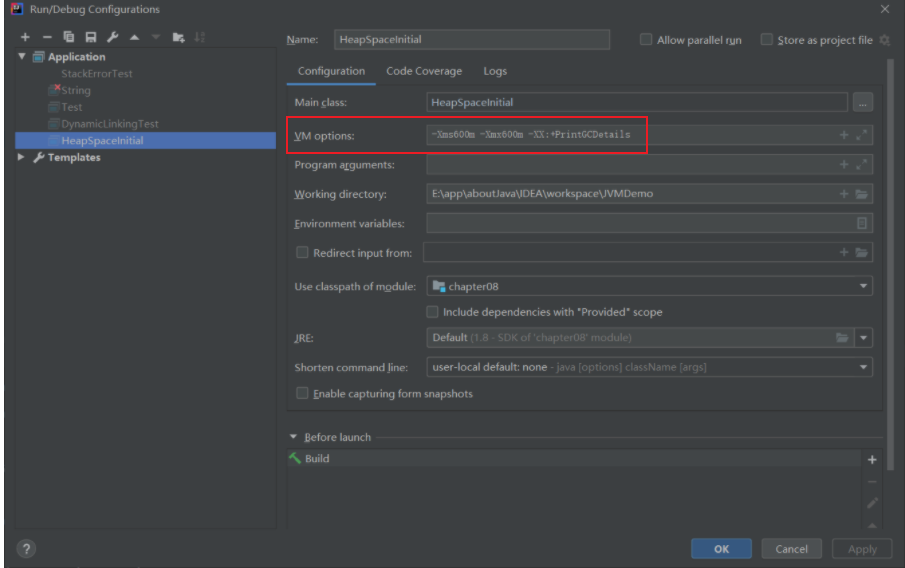 Run/Debug Configurations
Name: HeapSpaceInitial Allow parallel run Store as project file
Application
StackErrorTest
String
Test
DynamicLinkingTest
HeapSpaceInitial
Templates
Configuration Code Coverage Logs
Main class: HeapSpaceInitial ...
VM options: -Xms600m -Xmx600m -XX:+PrintGCDetails
Program arguments:
Working directory: E:\app\aboutJava\IDEA\workspace\JVMDemo
Environment variables:
Redirect input from:
Use classpath of module: chapter08
Include dependencies with "Provided" scope
JRE: Default (1.8 - SDK of 'chapter08' module)
Shorten command line: user-local default: none - java [options] className [args]
Enable capturing form snapshots
Before launch
Build
? OK Cancel Apply